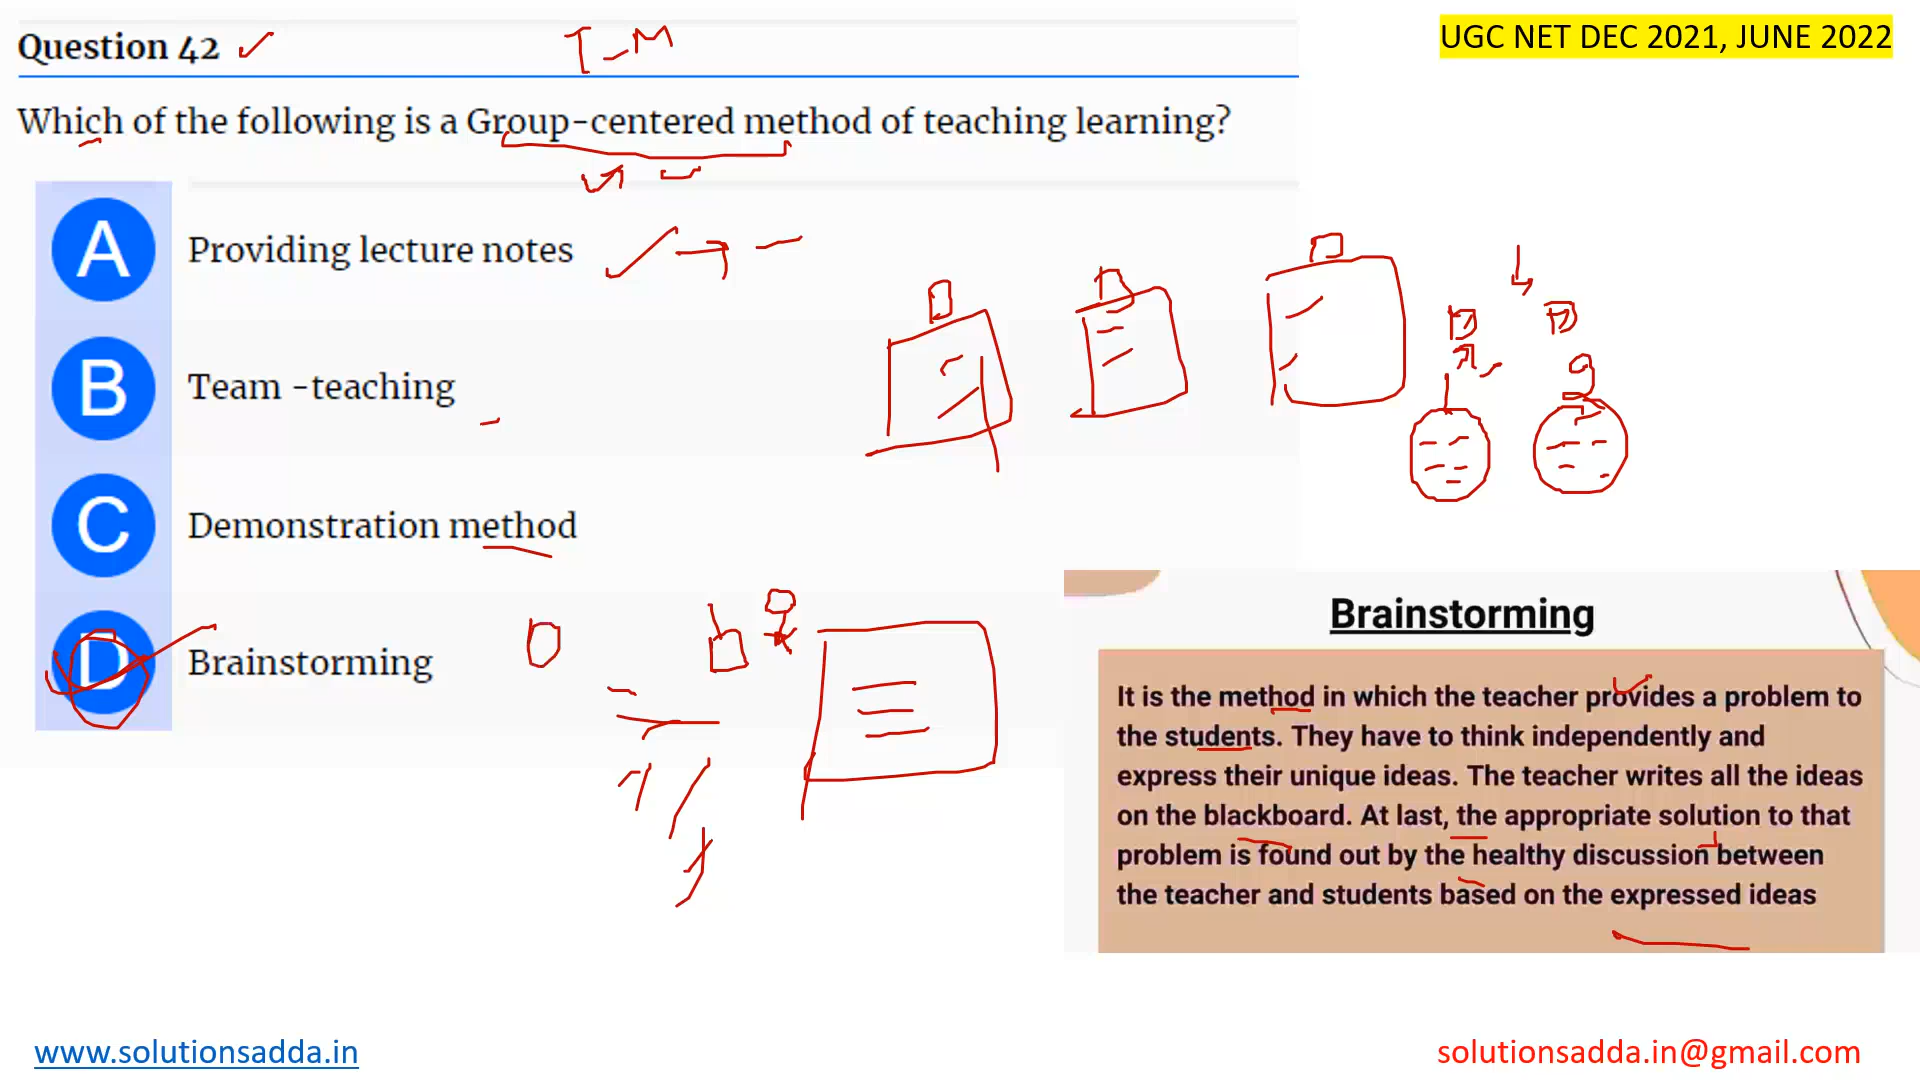 Question 42
T-M
UGC NET DEC 2021, JUNE 2022
Which of the following is a Group-centered method of teaching learning?
A Providing lecture notes
B Team -teaching
C Demonstration method
D Brainstorming
Brainstorming
It is the method in which the teacher provides a problem to
the students. They have to think independently and
express their unique ideas. The teacher writes all the ideas
on the blackboard. At last, the appropriate solution to that
problem is found out by the healthy discussion between
the teacher and students based on the expressed ideas
www.solutionsadda.in
solutionsadda.in@gmail.com